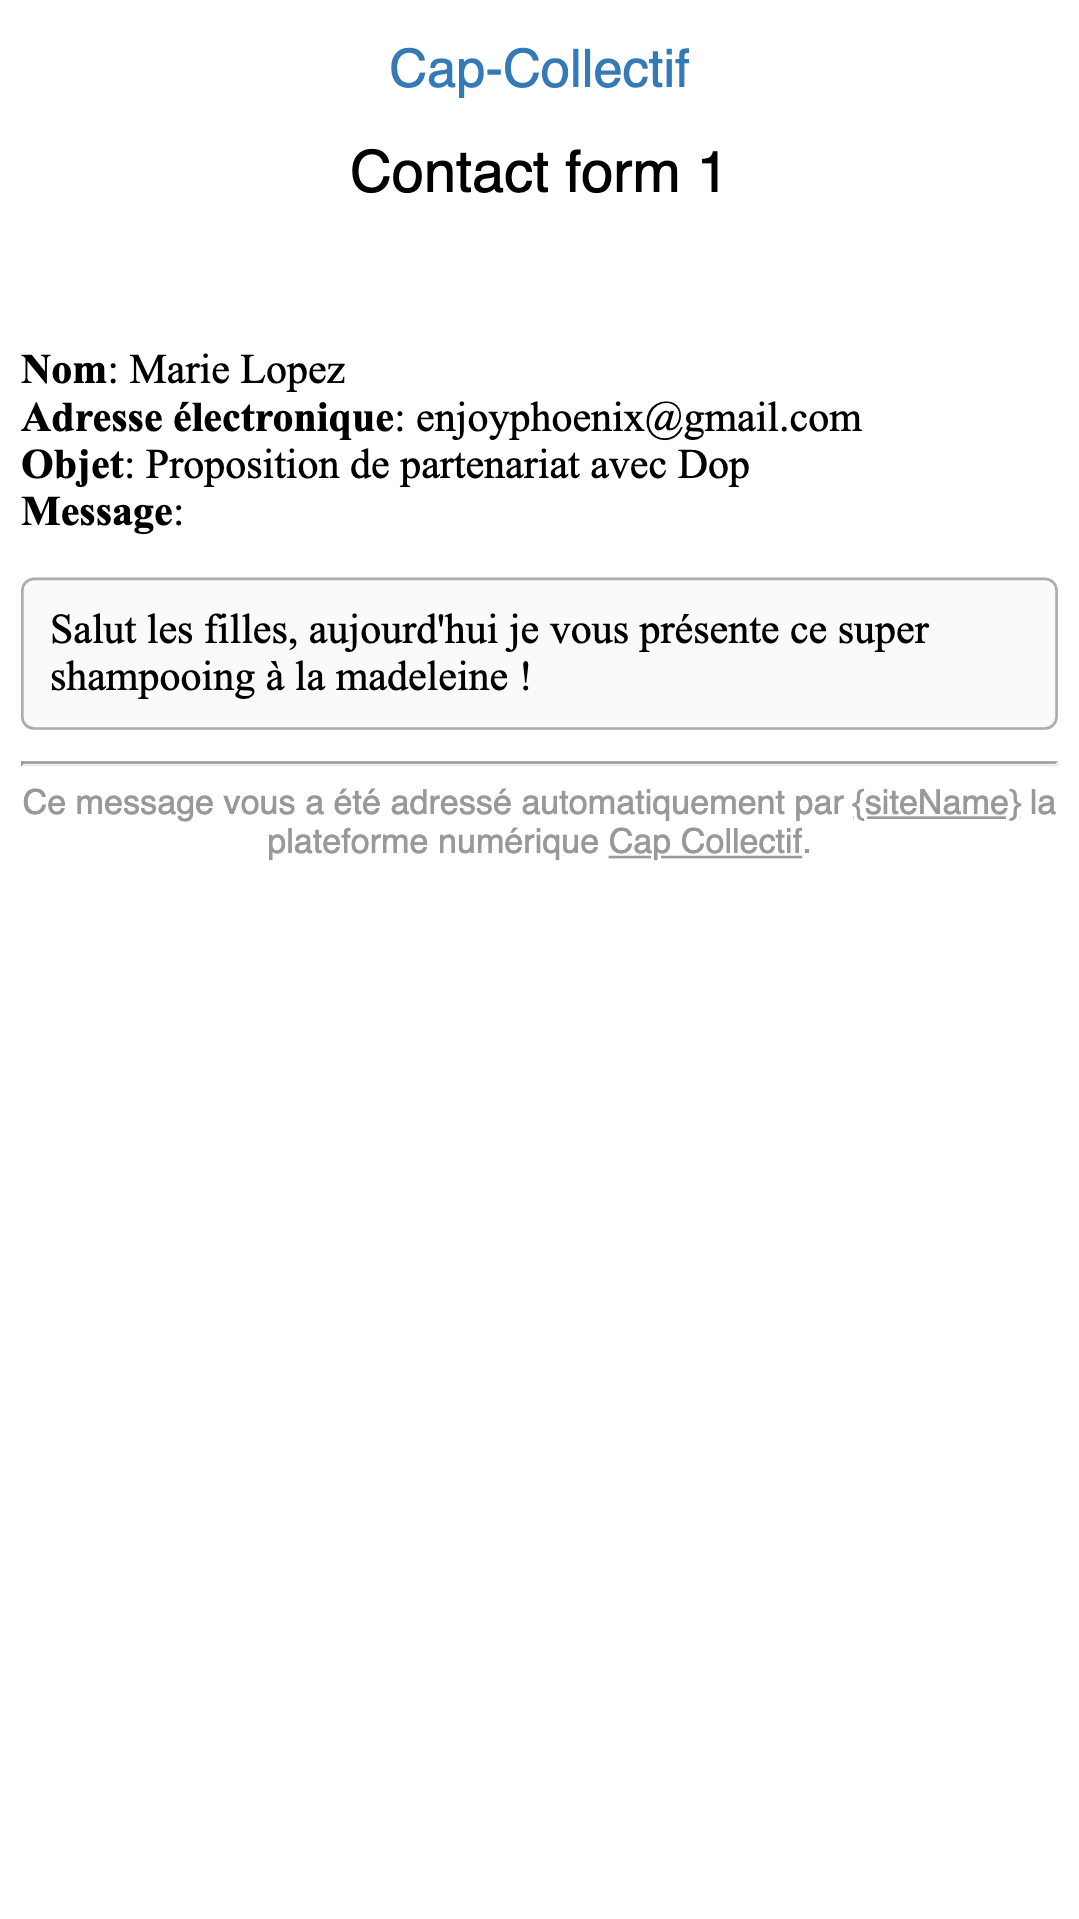 Cap-Collectif
Contact form 1
Nom: Marie Lopez
Adresse électronique: enjoyphoenix@gmail.com
Objet: Proposition de partenariat avec Dop
Message:
Salut les filles, aujourd'hui je vous présente ce super
shampooing à la madeleine !
Ce message vous a été adressé automatiquement par {siteName} la
plateforme numérique Cap Collectif.